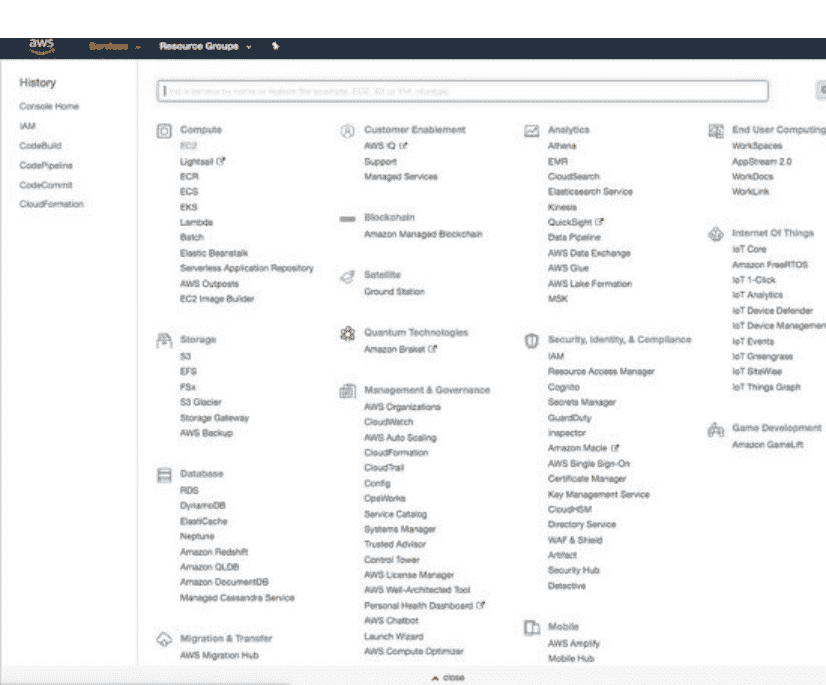 aws
Services
Resource Groups
History
Console Home
IAM
CodeBuild
CodePipeline
CodeCommit
CloudFormation
Compute
EC2
Lightsail
ECR
ECS
EKS
Lambda
Batch
Elastic Beanstalk
Serverless Application Repository
AWS Outposts
EC2 Image Builder
Storage
S3
EFS
FSx
S3 Glacier
Storage Gateway
AWS Backup
Database
RDS
DynamoDB
ElastiCache
Neptune
Amazon Redshift
Amazon QLDB
Amazon DocumentDB
Managed Cassandra Service
Migration & Transfer
AWS Migration Hub
Customer Enablement
AWS IQ
Support
Managed Services
Blockchain
Amazon Managed Blockchain
Satellite
Ground Station
Quantum Technologies
Amazon Braket
Management & Governance
AWS Organizations
CloudWatch
AWS Auto Scaling
CloudFormation
CloudTrail
Config
OpsWorks
Service Catalog
Systems Manager
Trusted Advisor
Control Tower
AWS License Manager
AWS Well-Architected Tool
Personal Health Dashboard
AWS Chatbot
Launch Wizard
AWS Compute Optimizer
Analytics
Athena
EMR
CloudSearch
Elasticsearch Service
Kinesis
QuickSight
Data Pipeline
AWS Data Exchange
AWS Glue
AWS Lake Formation
MSK
Security, Identity, & Compliance
IAM
Resource Access Manager
Cognito
Secrets Manager
GuardDuty
Inspector
Amazon Macie
AWS Single Sign-On
Certificate Manager
Key Management Service
CloudHSM
Directory Service
WAF & Shield
Artifact
Security Hub
Detective
Mobile
AWS Amplify
Mobile Hub
End User Computing
WorkSpaces
AppStream 2.0
WorkDocs
WorkLink
Internet Of Things
IoT Core
Amazon FreeRTOS
IoT 1-Click
IoT Analytics
IoT Device Defender
IoT Device Managemen
IoT Events
IoT Greengrass
IoT SiteWise
IoT Things Graph
Game Development
Amazon GameLift
close